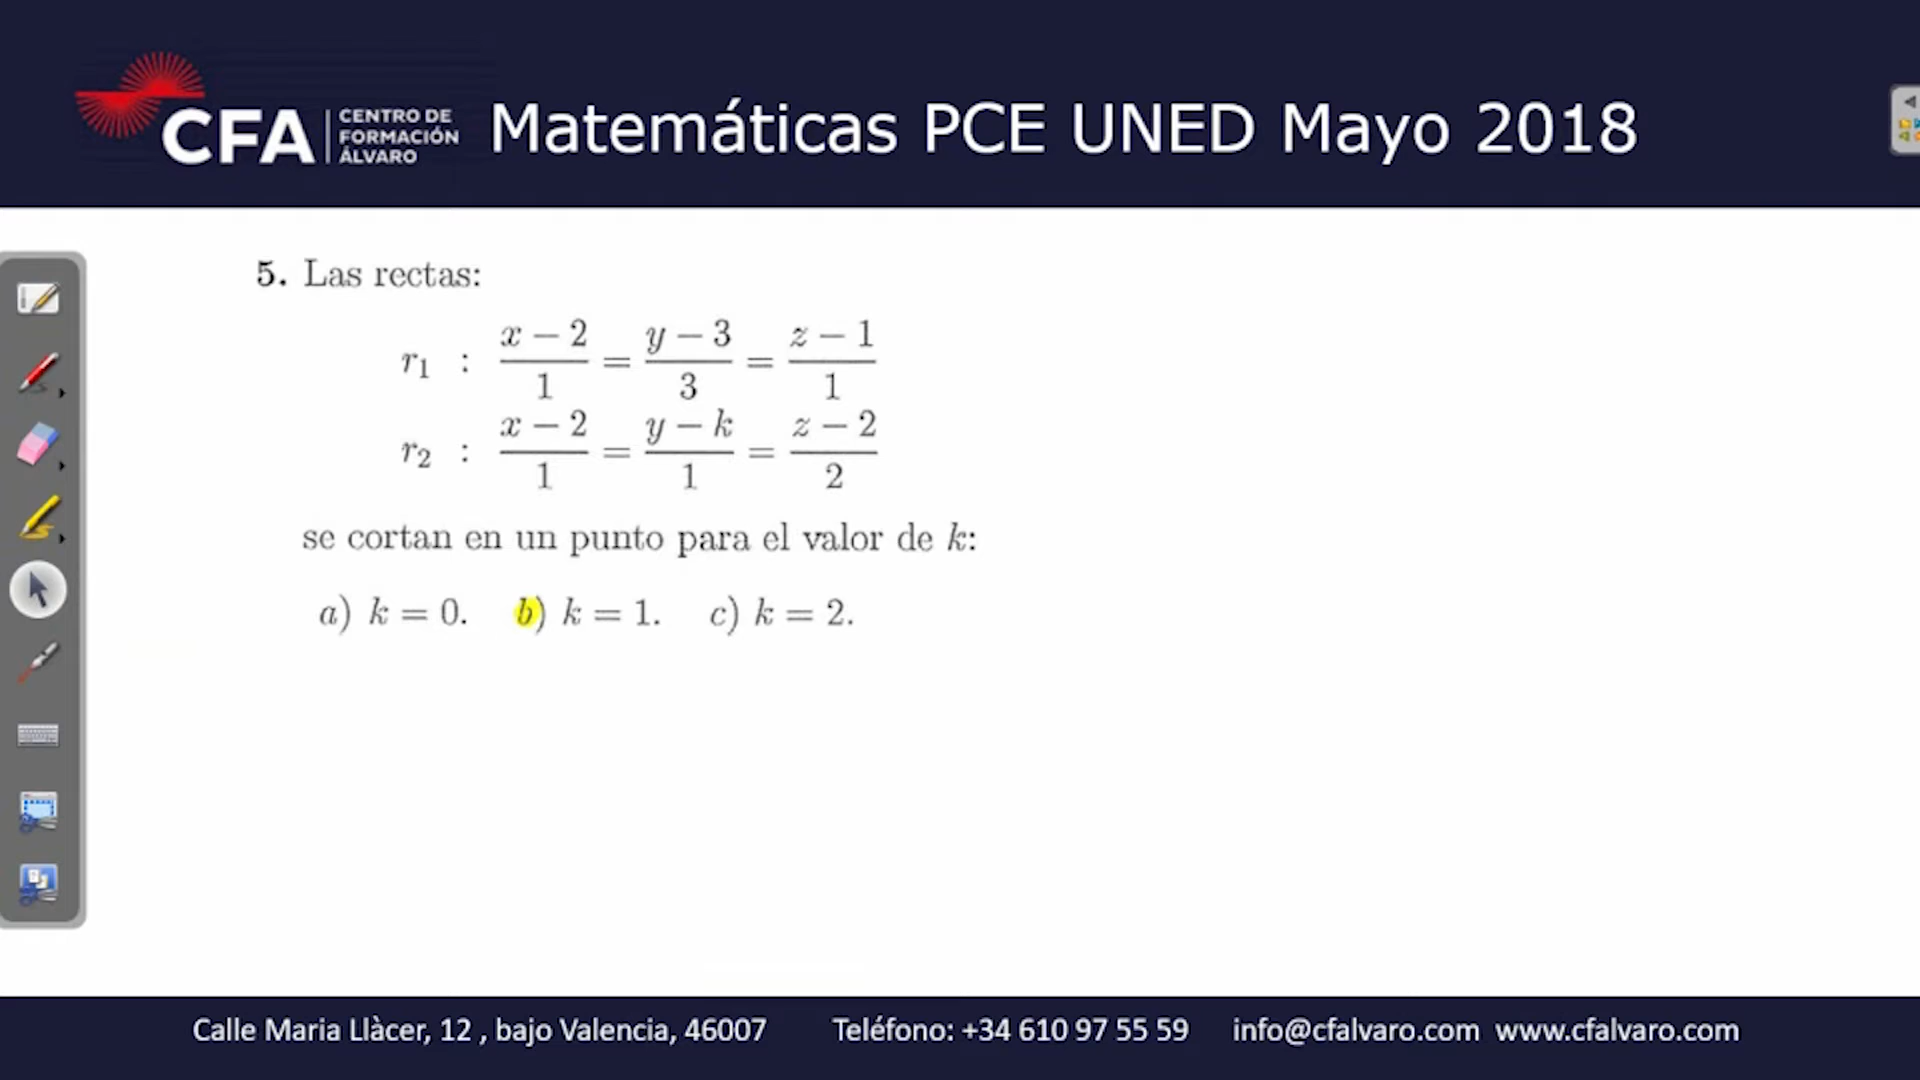 CFA
CENTRO DE
FORMACIÓN
ÁLVARO
Matemáticas PCE UNED Mayo 2018
5. Las rectas:
r₁ : (x − 2)/1 = (y − 3)/3 = (z − 1)/1
r₂ : (x − 2)/1 = (y − k)/1 = (z − 2)/2
se cortan en un punto para el valor de k:
a) k = 0. b) k = 1. c) k = 2.
Calle Maria Llàcer, 12 , bajo Valencia, 46007 Teléfono: +34 610 97 55 59 info@cfalvaro.com www.cfalvaro.com